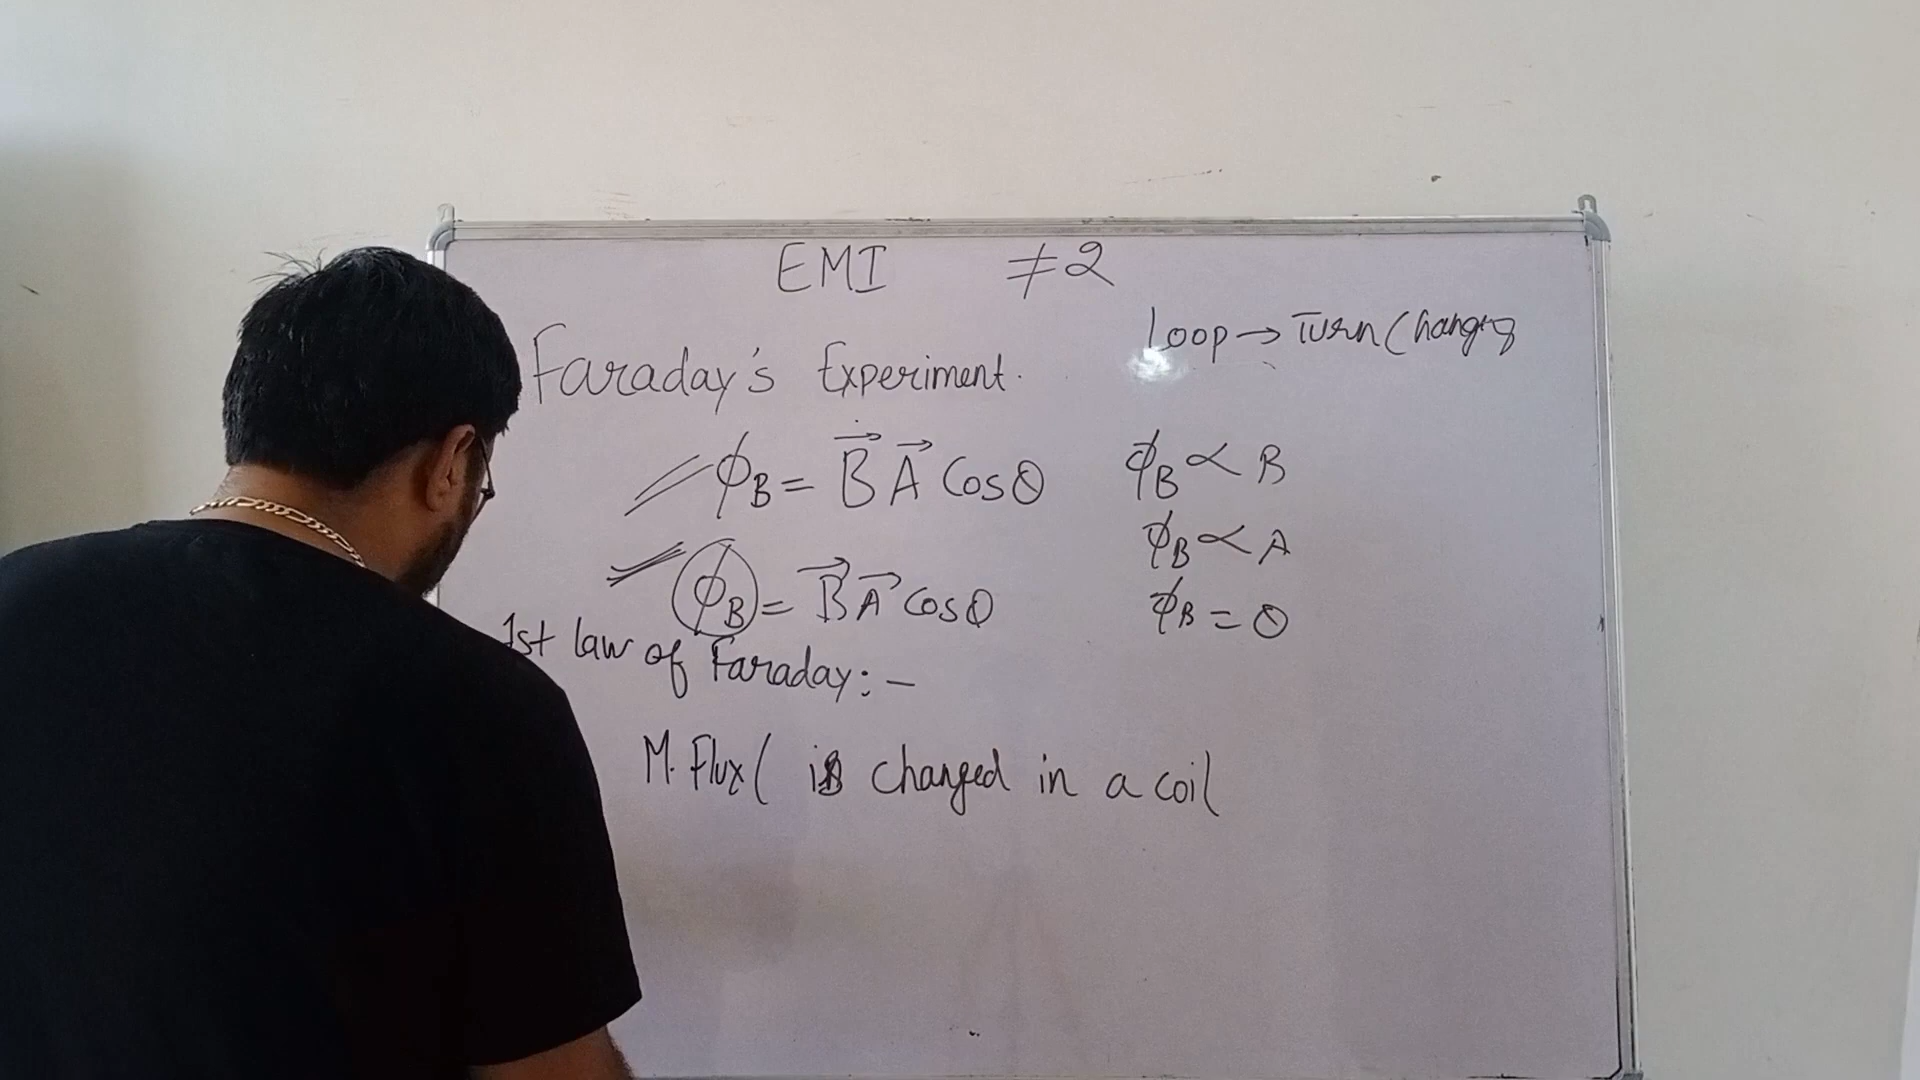 EMI ≠2
Loop → Turn Changing
Faraday's Experiment.
ϕB = B⃗ A⃗ Cosθ
ϕB ∝ B
ϕB ∝ A
ϕB = B⃗ A⃗ cosθ
ϕB = θ
1st law of Faraday:-
M. Flux( is changed in a coil